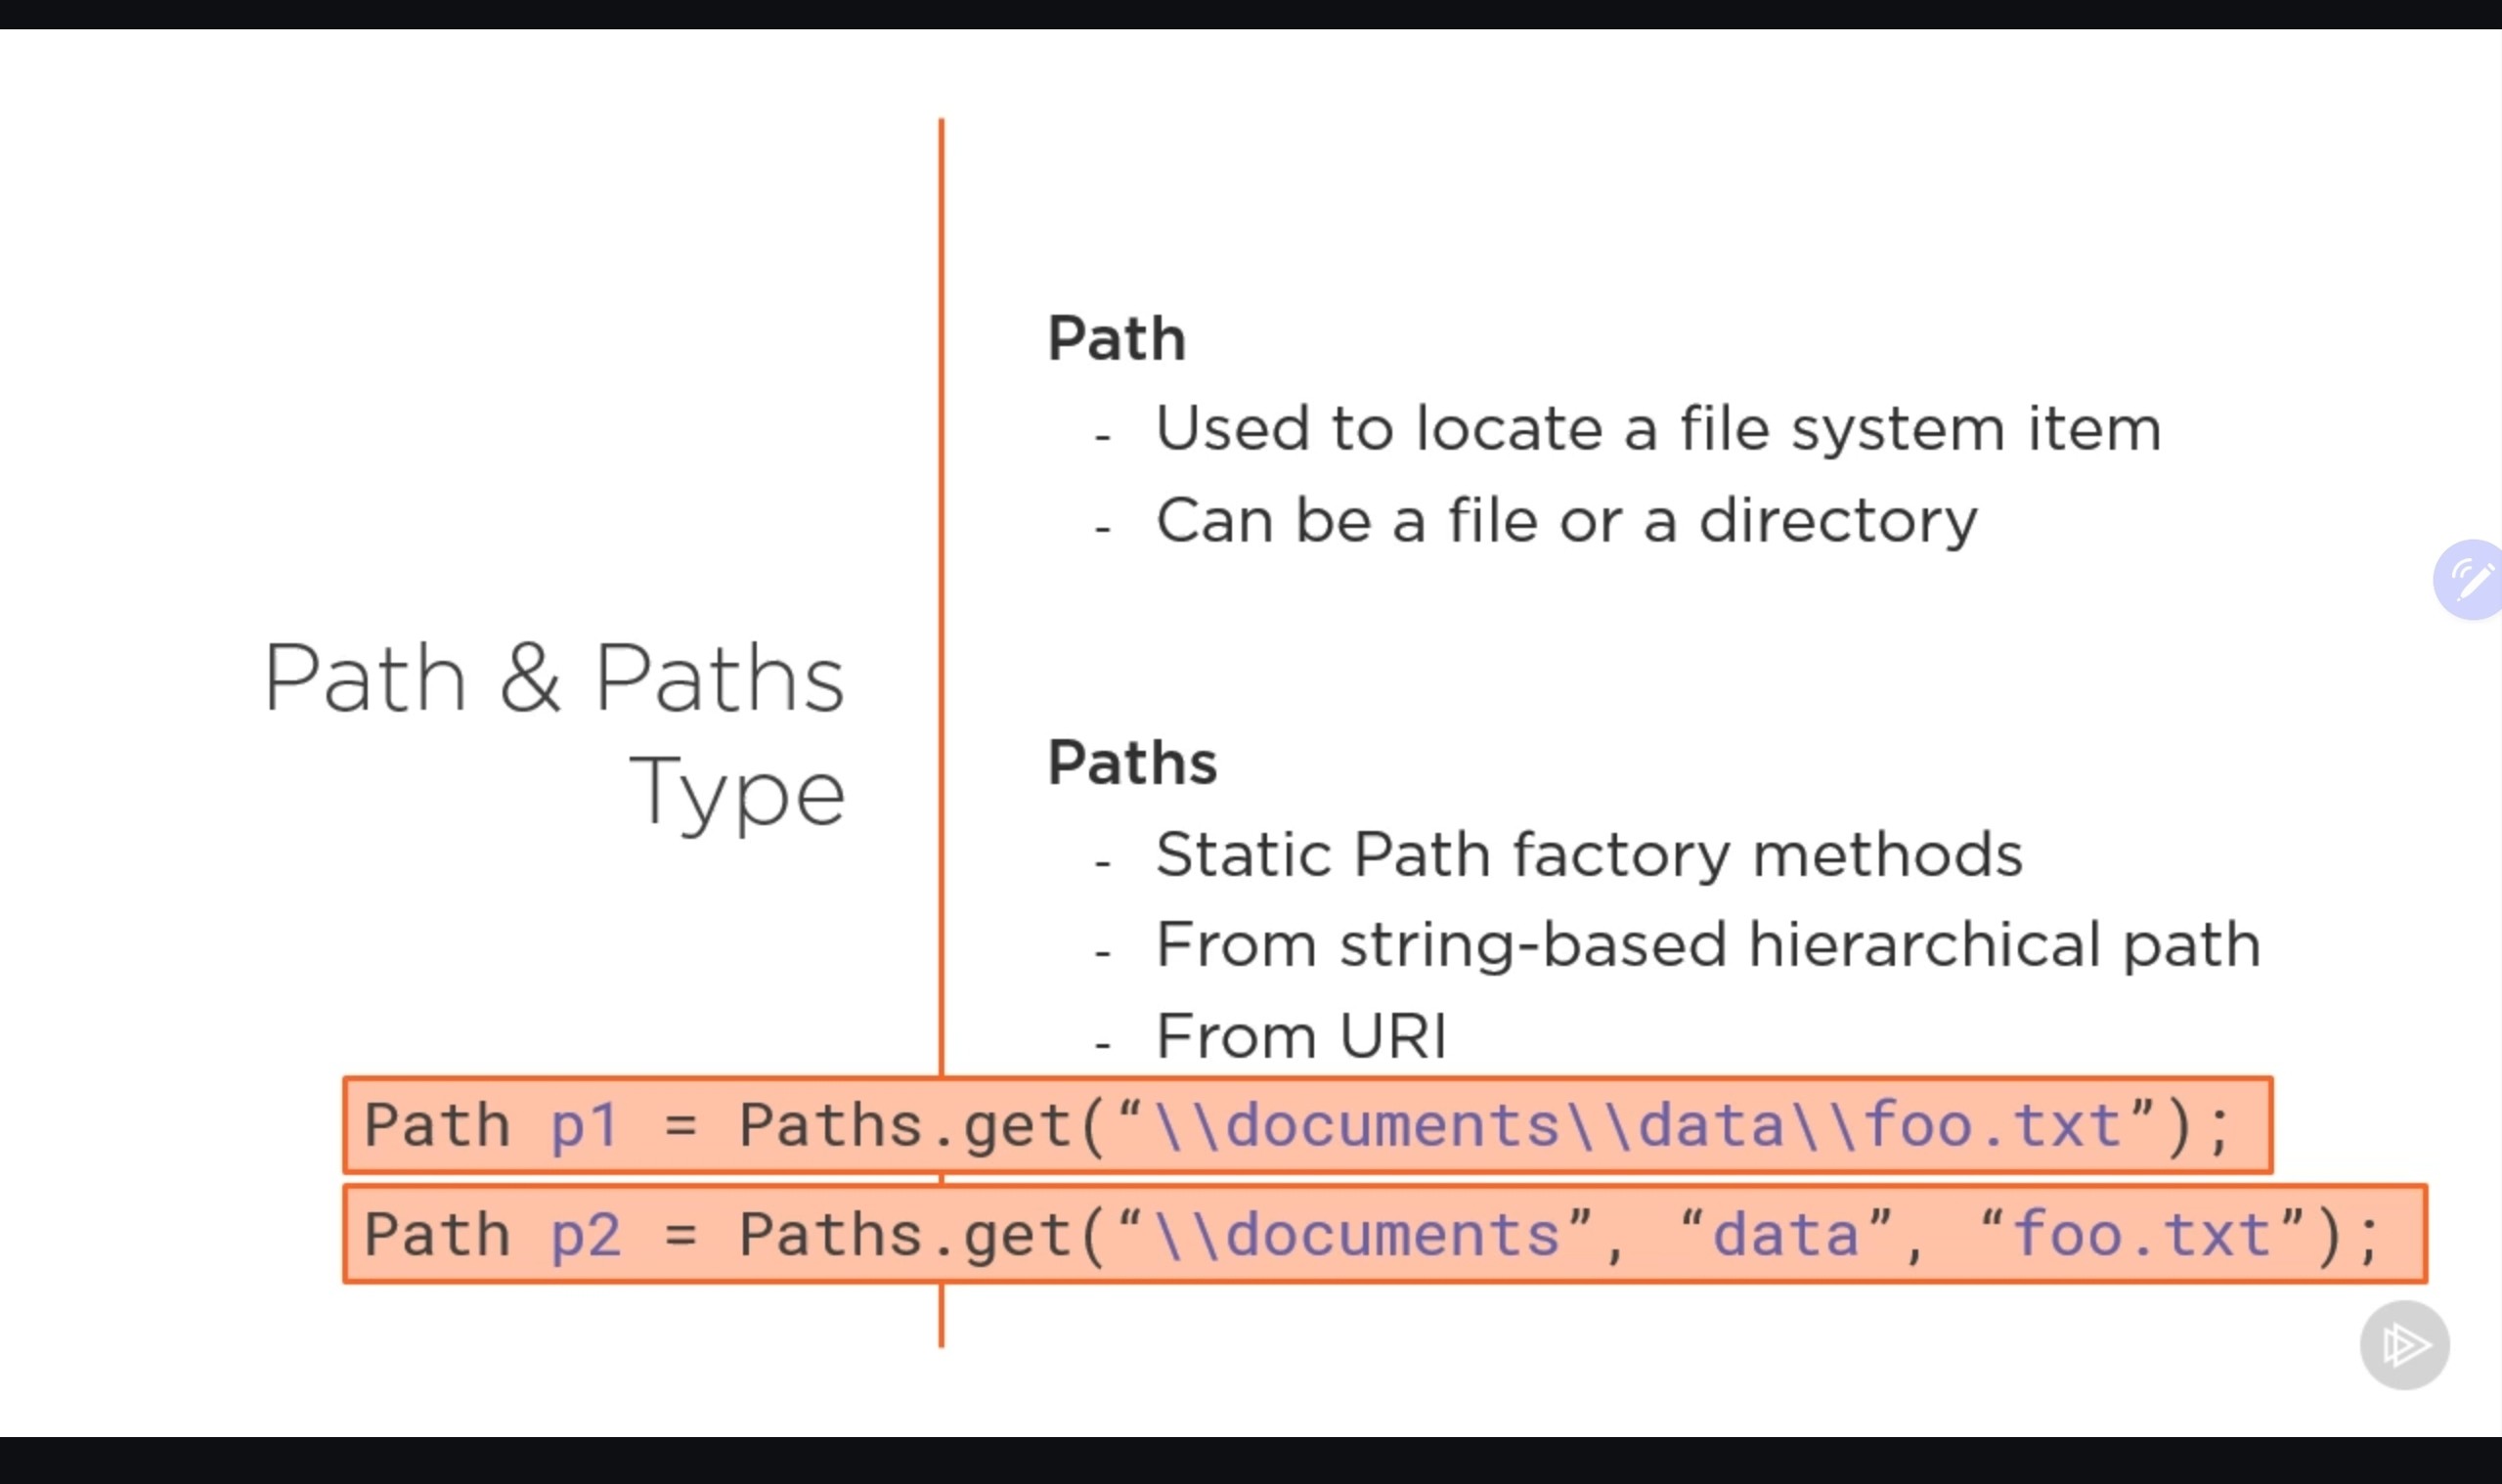 Path & Paths
Type
Path
- Used to locate a file system item
- Can be a file or a directory
Paths
- Static Path factory methods
- From string-based hierarchical path
- From URI
Path p1 = Paths.get(“\\documents\\data\\foo.txt”);
Path p2 = Paths.get(“\\documents”, “data”, “foo.txt”);